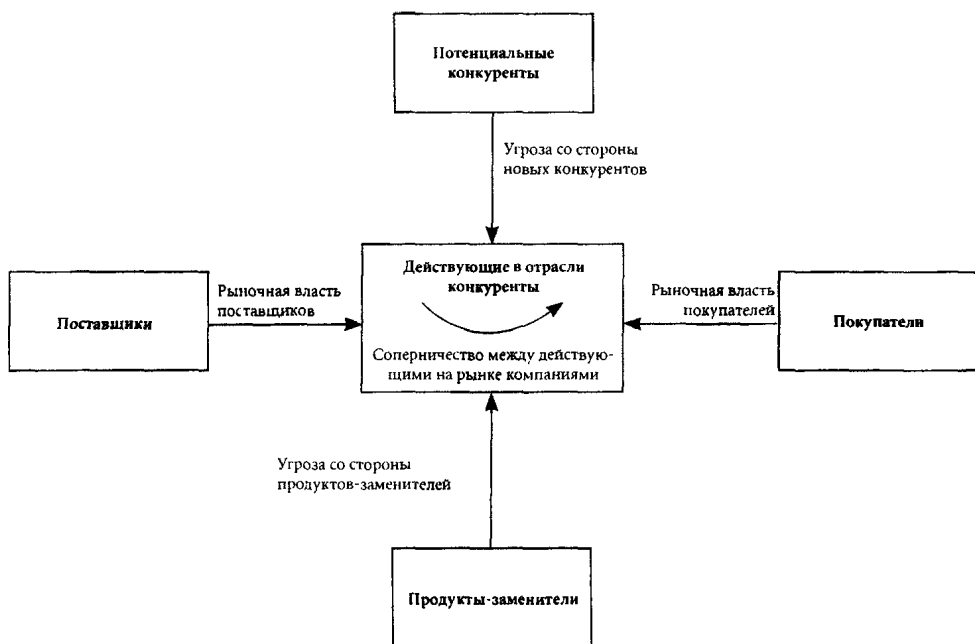 Потенциальные
конкуренты
Угроза со стороны
новых конкурентов
Действующие в отрасли
конкуренты
Рыночная власть
поставщиков
Рыночная власть
покупателей
Поставщики
Покупатели
Соперничество между действую-
щими на рынке компаниями
Угроза со стороны
продуктов-заменителей
Продукты-заменители